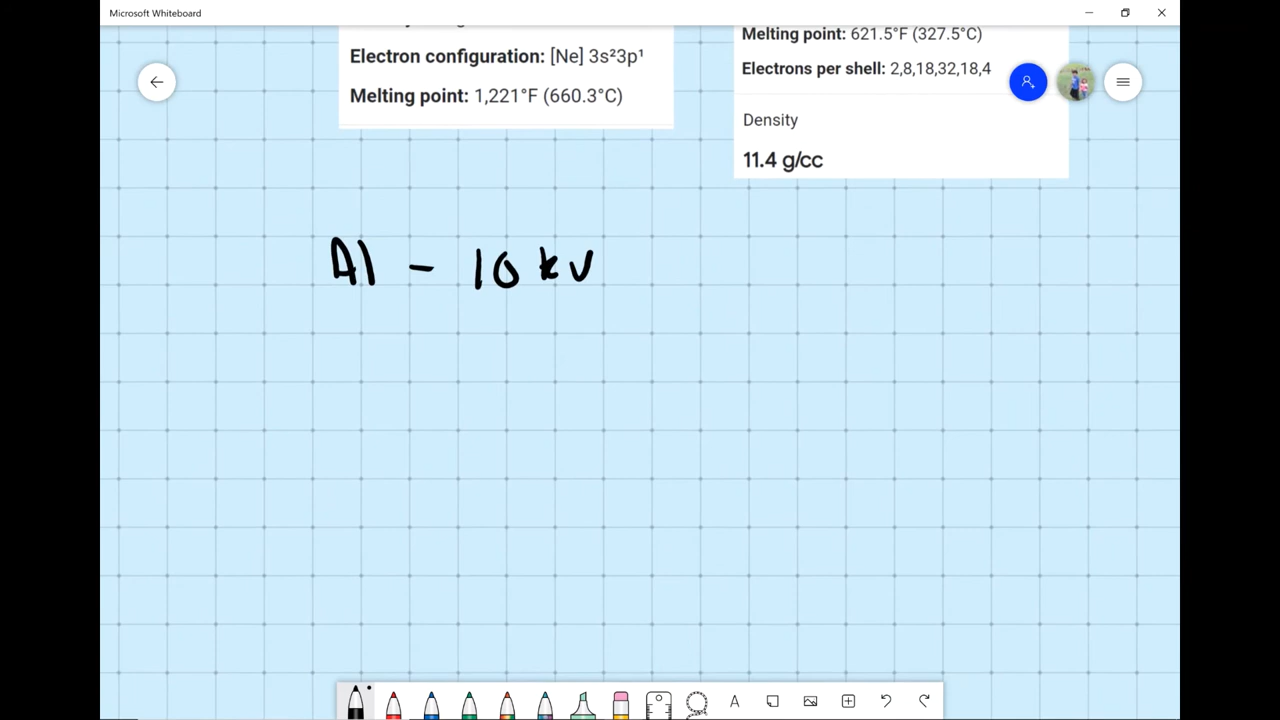 Microsoft Whiteboard
Electron configuration: [Ne] 3s²3p¹
Melting point: 1,221°F (660.3°C)
Melting point: 621.5°F (327.5°C)
Electrons per shell: 2,8,18,32,18,4
Density
11.4 g/cc
Al - 10 kv
A